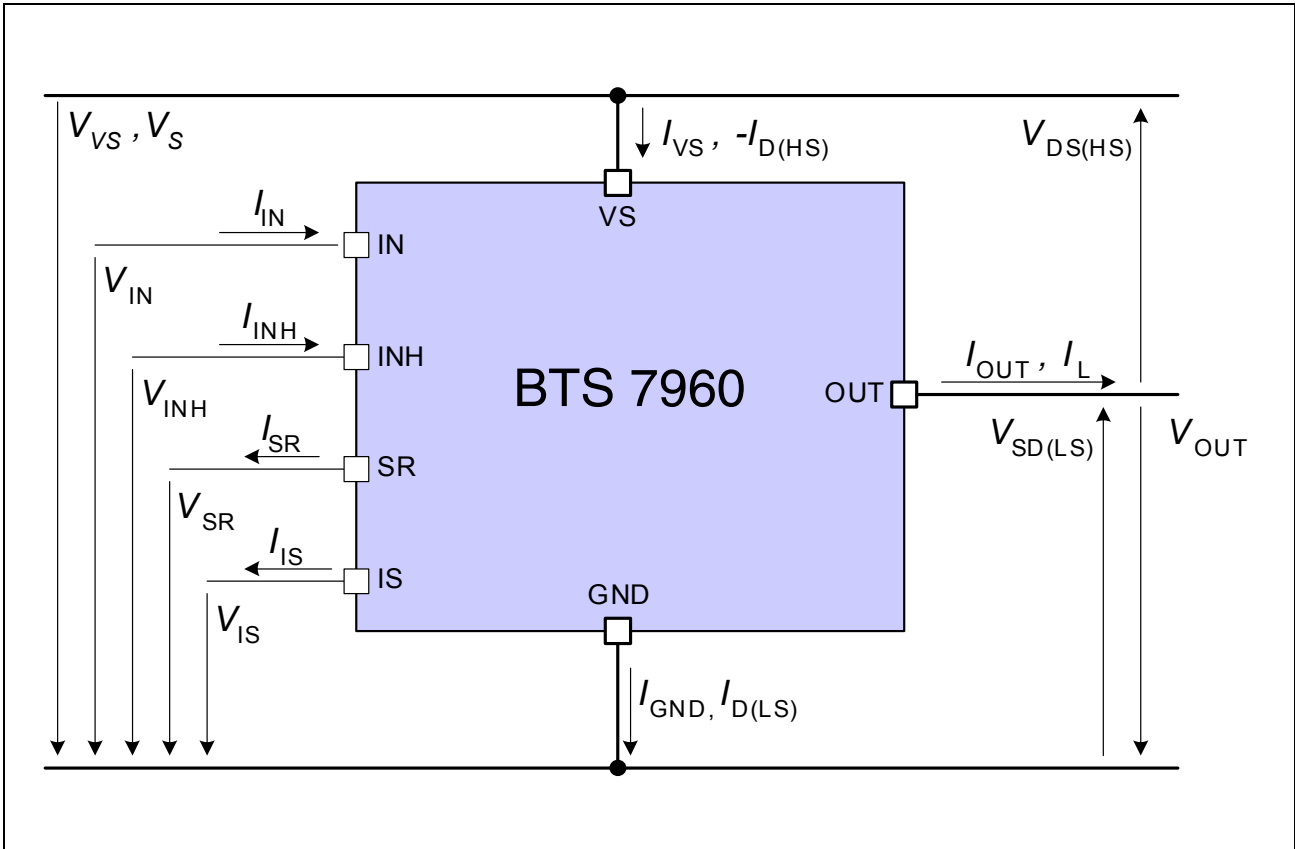 V_VS , V_S
I_VS , -I_D(HS)
V_DS(HS)
VS
I_IN
IN
V_IN
I_INH
INH
V_INH
BTS 7960
OUT
I_OUT , I_L
V_SD(LS)
V_OUT
I_SR
SR
V_SR
I_IS
IS
V_IS
GND
I_GND, I_D(LS)